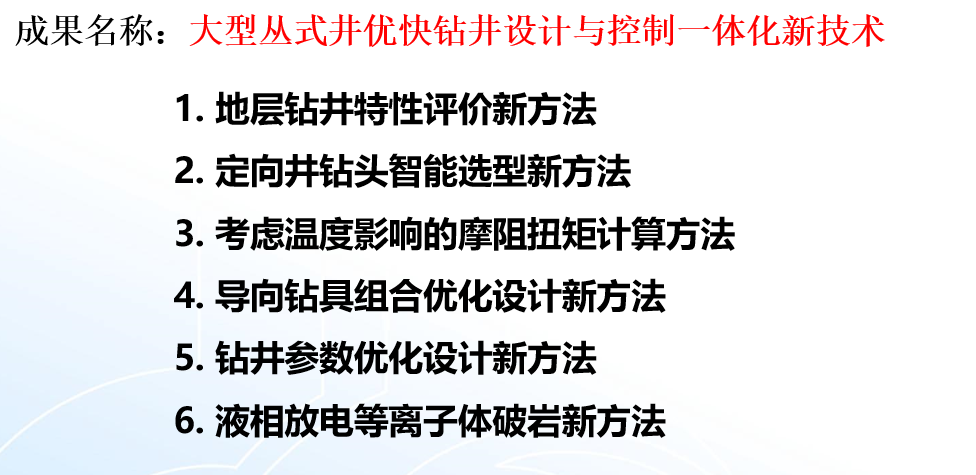 成果名称：大型丛式井优快钻井设计与控制一体化新技术
1. 地层钻井特性评价新方法
2. 定向井钻头智能选型新方法
3. 考虑温度影响的摩阻扭矩计算方法
4. 导向钻具组合优化设计新方法
5. 钻井参数优化设计新方法
6. 液相放电等离子体破岩新方法